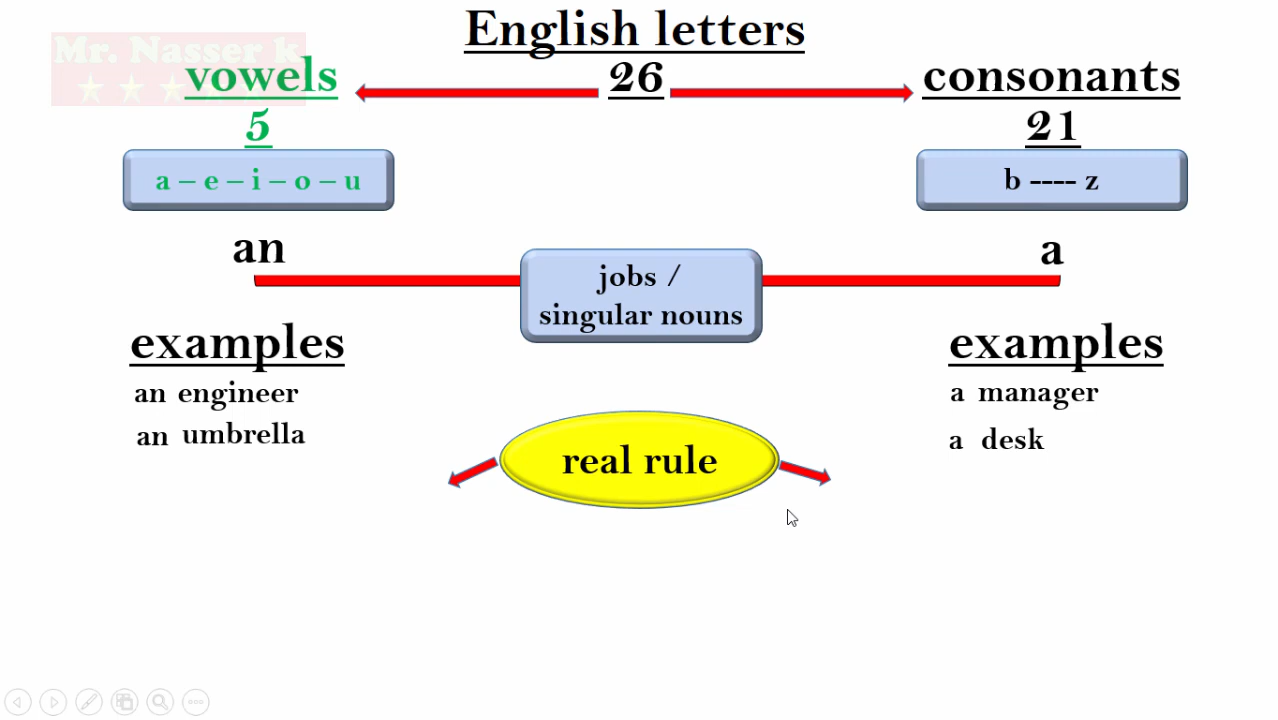 English letters
Mr. Nasser k
vowels
26
consonants
5
21
a – e – i – o – u
b ---- z
an
a
jobs /
singular nouns
examples
examples
an engineer
a manager
an umbrella
a desk
real rule